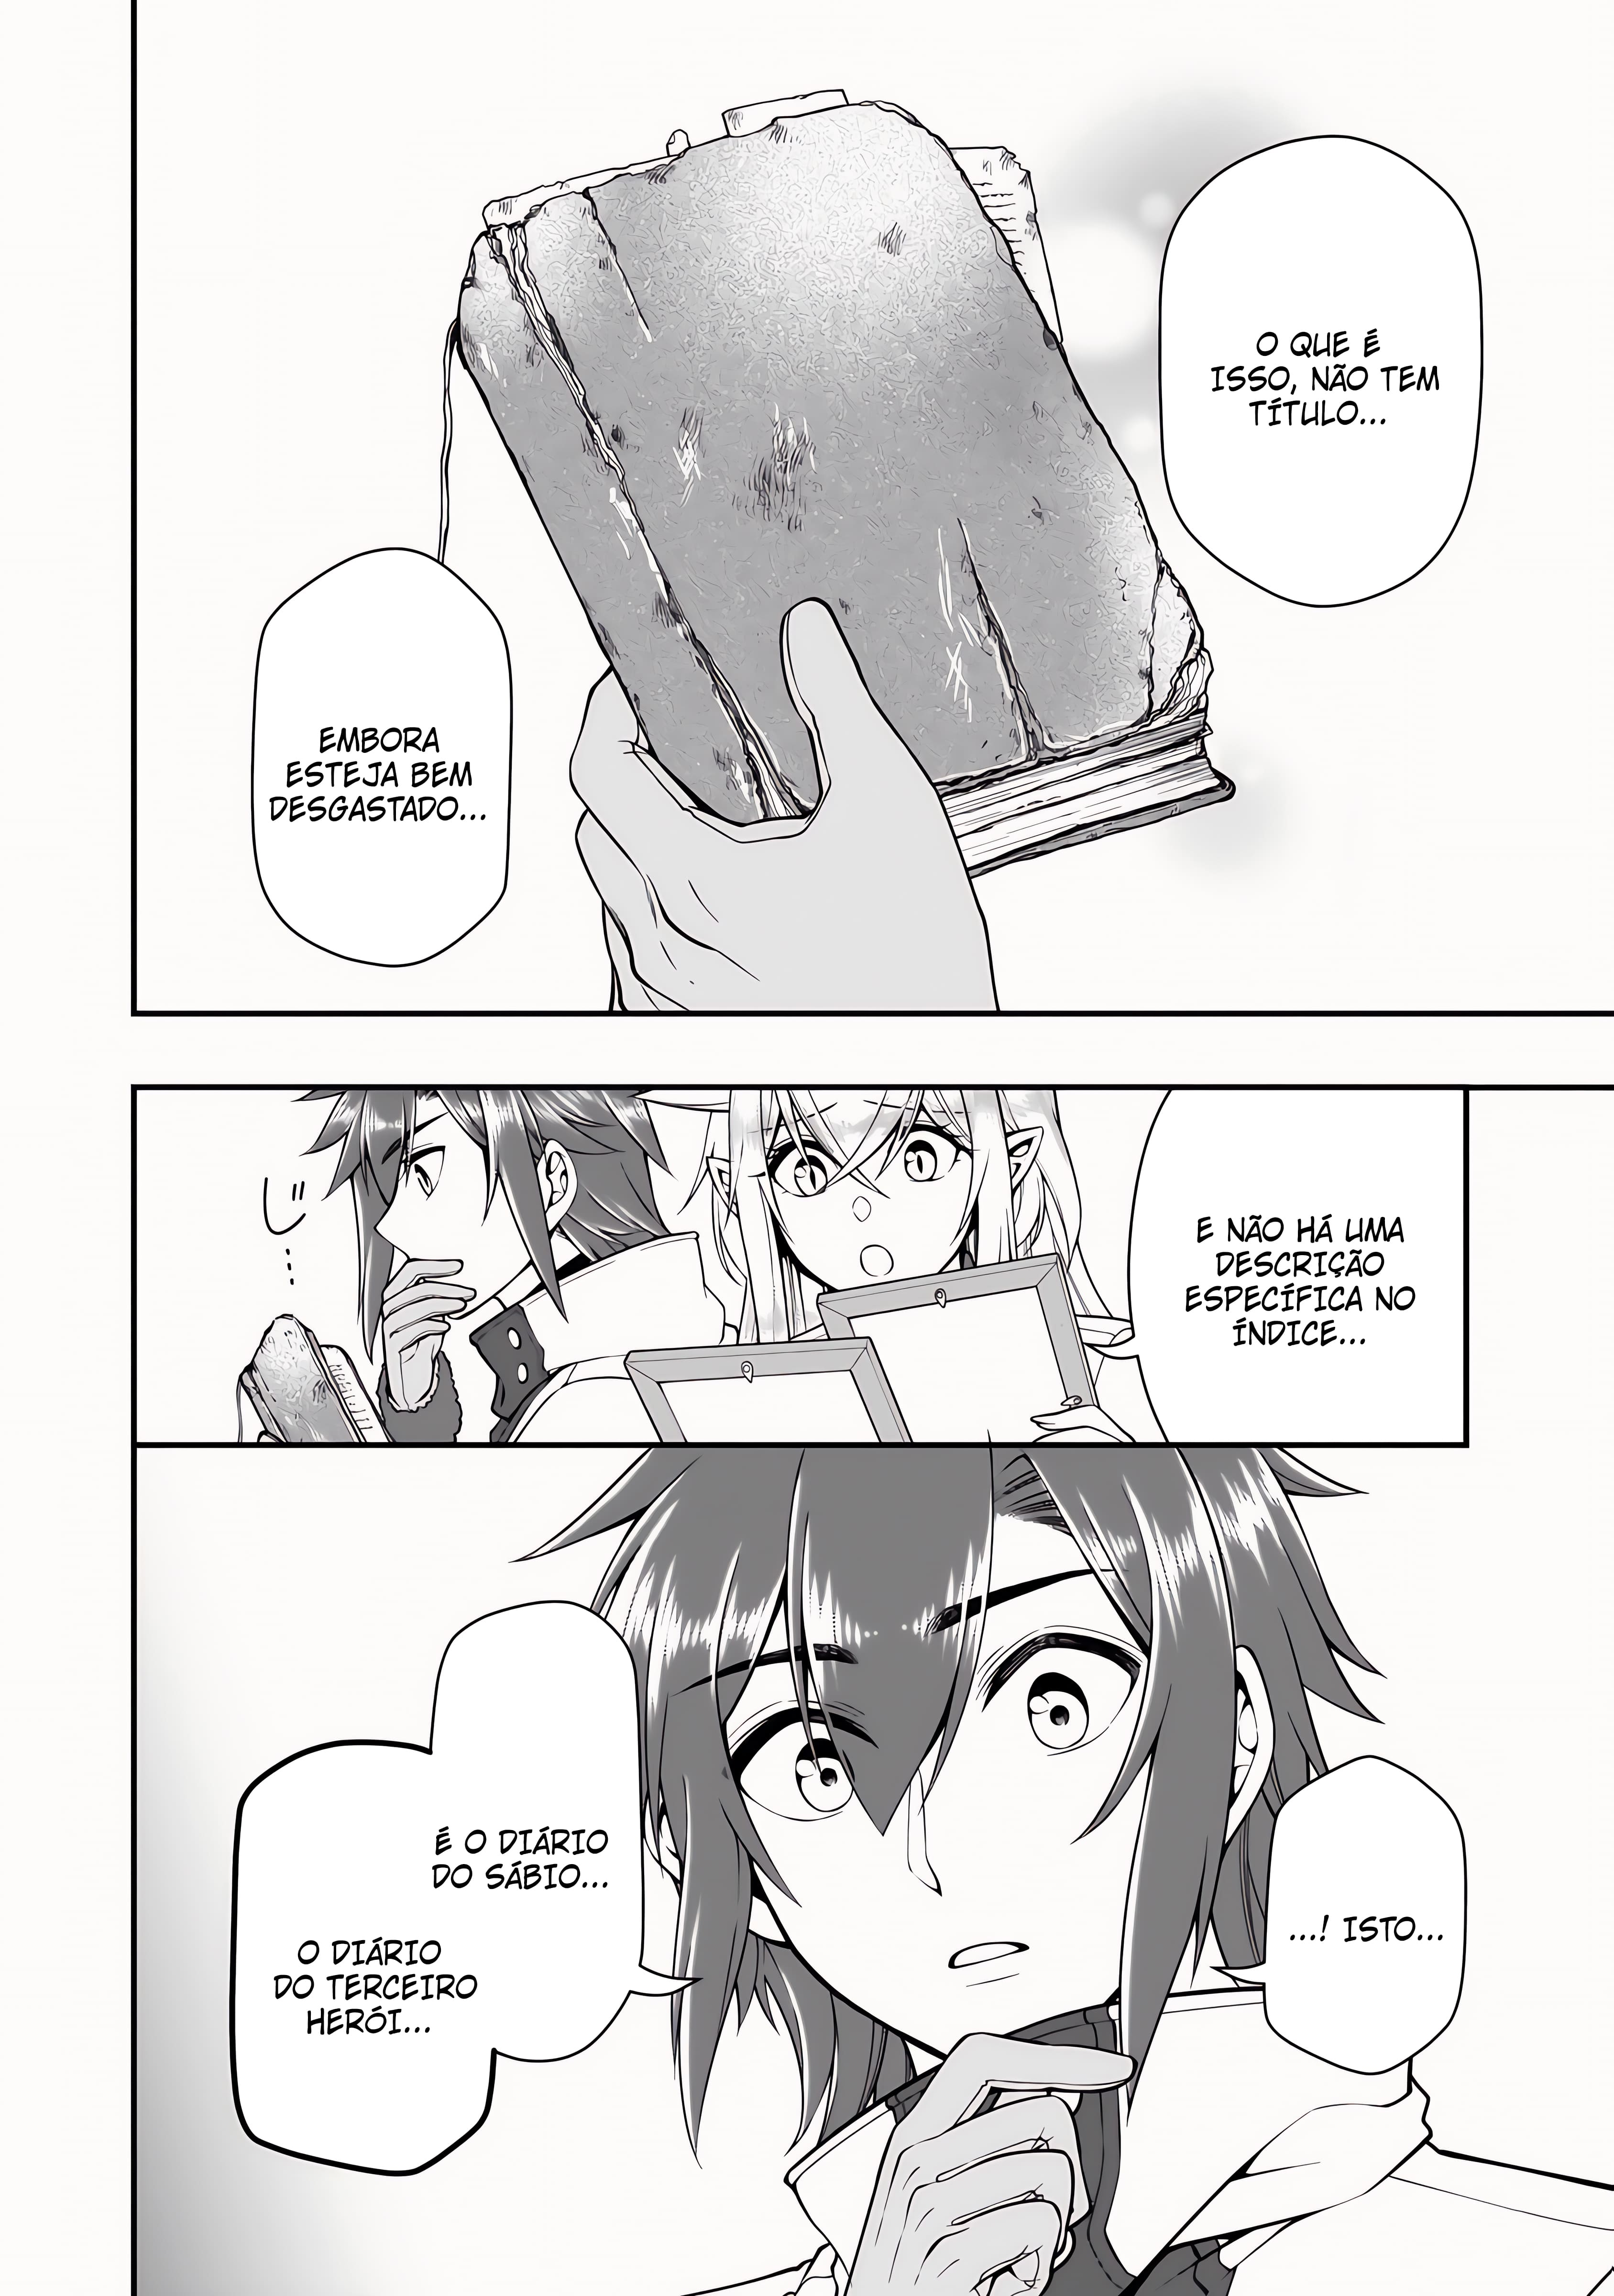 O QUE É
ISSO, NÃO TEM
TÍTULO...
EMBORA
ESTEJA BEM
DESGASTADO...
E NÃO HÁ UMA
DESCRIÇÃO
ESPECÍFICA NO
ÍNDICE...
じ
...! ISTO...
É O DIÁRIO
DO SÁBIO...
O DIÁRIO
DO TERCEIRO
HERÓI...